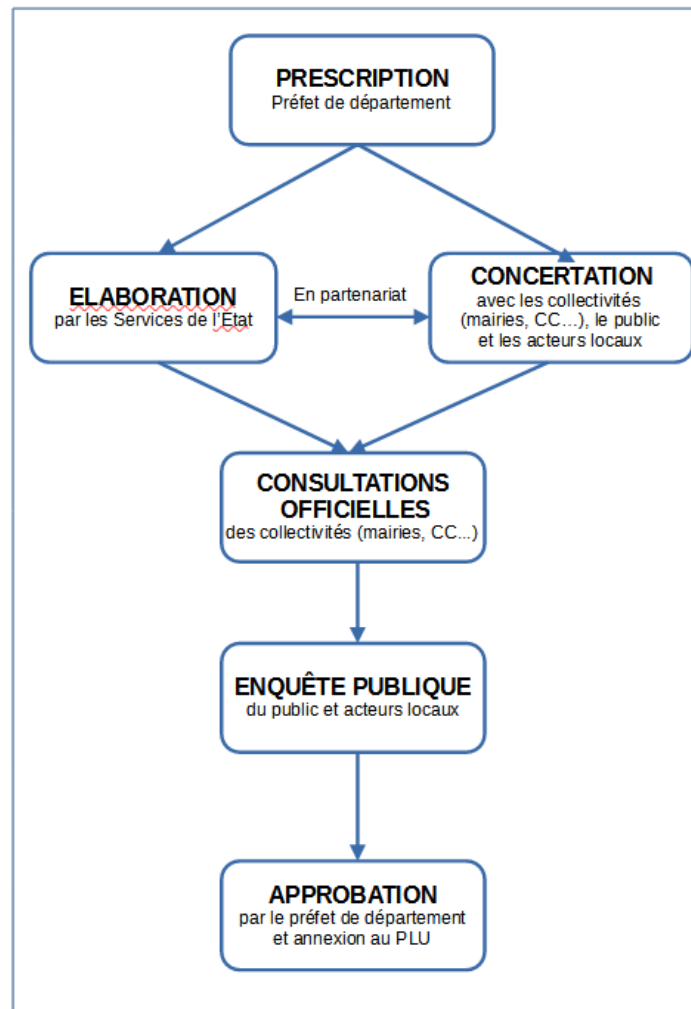 PRESCRIPTION
Préfet de département
ELABORATION
par les Services de l'Etat
En partenariat
CONCERTATION
avec les collectivités
(mairies, CC...), le public
et les acteurs locaux
CONSULTATIONS
OFFICIELLES
des collectivités (mairies, CC...)
ENQUÊTE PUBLIQUE
du public et acteurs locaux
APPROBATION
par le préfet de département
et annexion au PLU